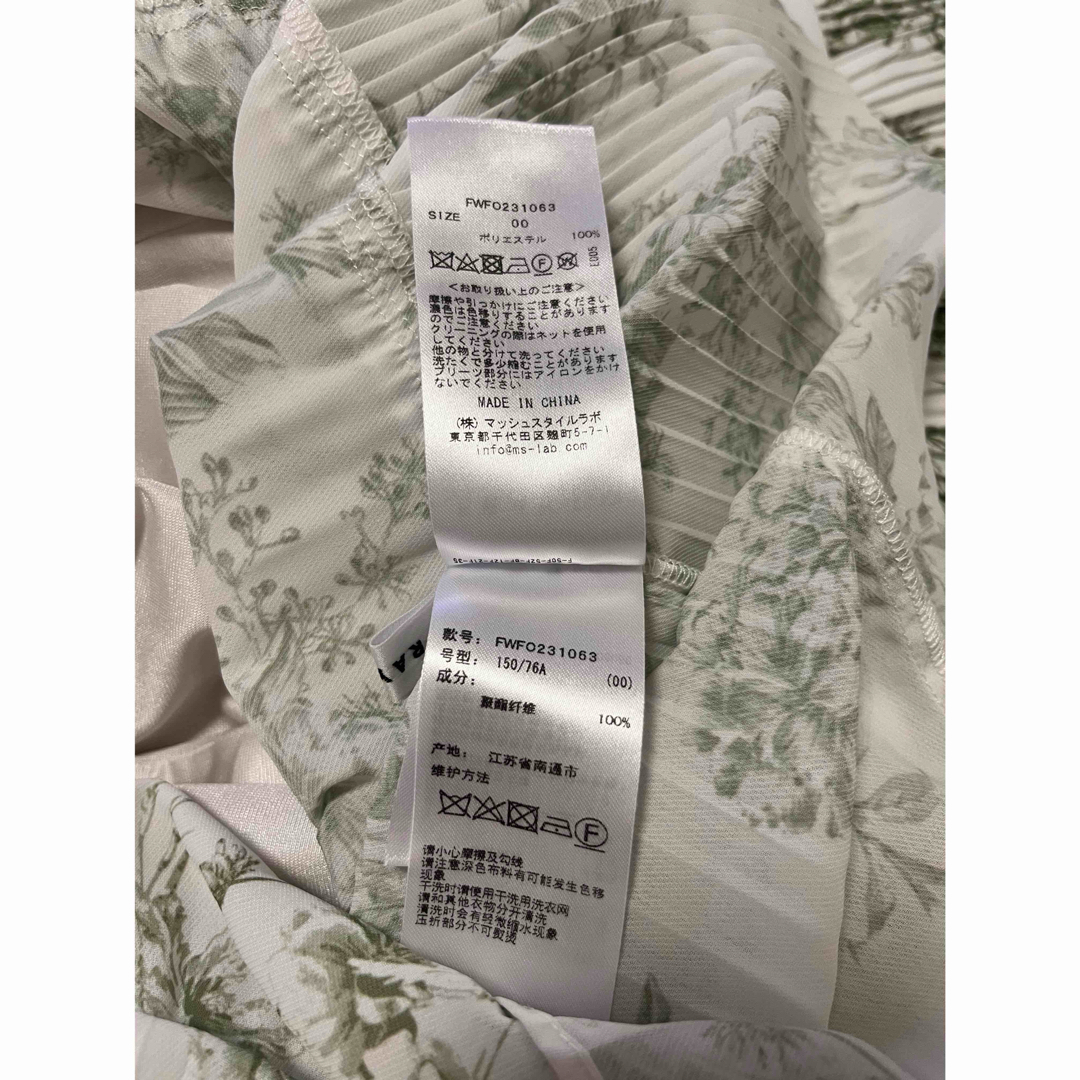 FWFO231063
SIZE
00
ポリエステル 100%
E005
＜お取り扱い上のご注意＞
摩擦や引っかけにご注意ください
濃色は色移りすることがあります
のでご注意ください
クリーニングの際はネットを使用
してください
他の物と分けて洗ってください
洗たくで多少縮むことがあります
プリーツ部分にはアイロンをかけ
ないでください
MADE IN CHINA
(株) マッシュスタイルラボ
東京都千代田区麹町5-7-1
info@ms-lab.com
款号: FWFO231063
号型: 150/76A (00)
成分:
聚酯纤维
100%
产地: 江苏省南通市
维护方法
F
请小心摩擦及勾线
请注意深色布料有可能发生色移
现象
干洗时请使用干洗用洗衣网
请和其他衣物分开清洗
清洗时会有轻微缩水现象
压折部分不可熨烫